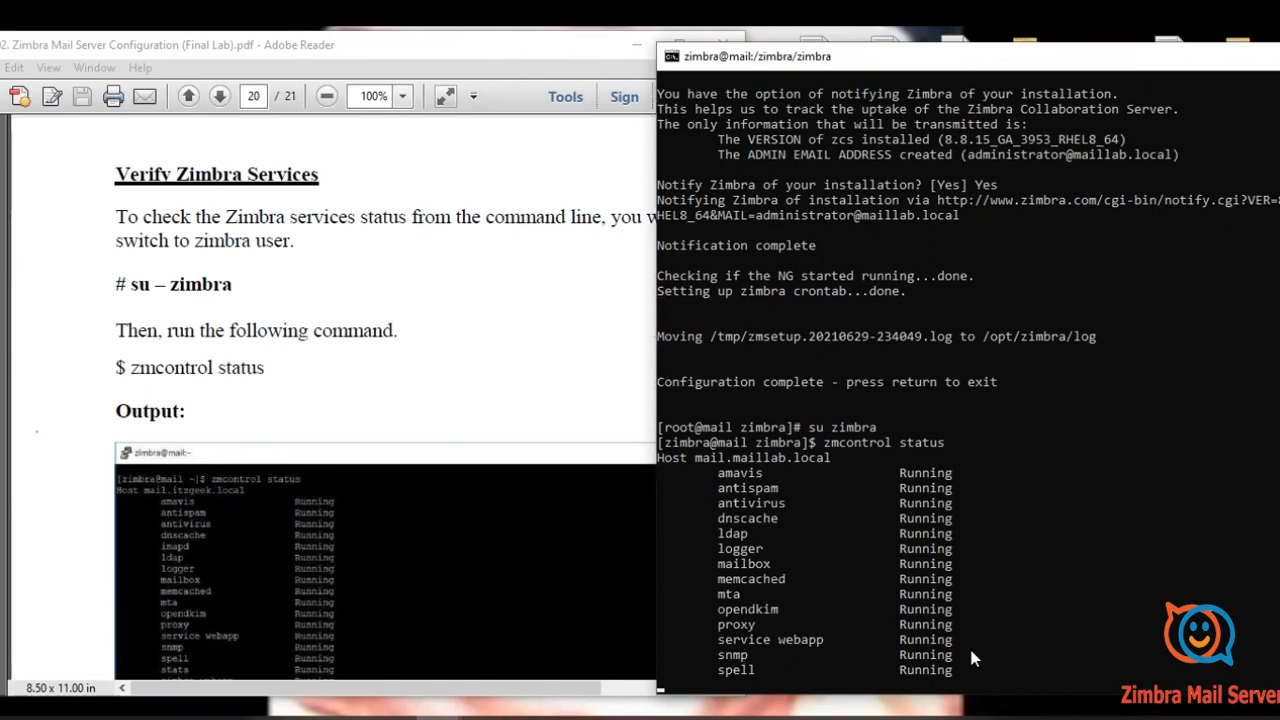 02. Zimbra Mail Server Configuration (Final Lab).pdf - Adobe Reader
Edit View Window Help
20 / 21
100%
Tools
Sign
Verify Zimbra Services
To check the Zimbra services status from the command line, you w
switch to zimbra user.
# su – zimbra
Then, run the following command.
$ zmcontrol status
Output:
zimbra@mail:~
[zimbra@mail ~]$ zmcontrol status
Host mail.itzgeek.local
amavis Running
antispam Running
antivirus Running
dnscache Running
imapd Running
ldap Running
logger Running
mailbox Running
memcached Running
mta Running
opendkim Running
proxy Running
service webapp Running
snmp Running
spell Running
stats Running
8.50 x 11.00 in
zimbra@mail:/zimbra/zimbra
You have the option of notifying Zimbra of your installation.
This helps us to track the uptake of the Zimbra Collaboration Server.
The only information that will be transmitted is:
The VERSION of zcs installed (8.8.15_GA_3953_RHEL8_64)
The ADMIN EMAIL ADDRESS created (administrator@maillab.local)
Notify Zimbra of your installation? [Yes] Yes
Notifying Zimbra of installation via http://www.zimbra.com/cgi-bin/notify.cgi?VER=8
HEL8_64&MAIL=administrator@maillab.local
Notification complete
Checking if the NG started running...done.
Setting up zimbra crontab...done.
Moving /tmp/zmsetup.20210629-234049.log to /opt/zimbra/log
Configuration complete - press return to exit
[root@mail zimbra]# su zimbra
[zimbra@mail zimbra]$ zmcontrol status
Host mail.maillab.local
amavis Running
antispam Running
antivirus Running
dnscache Running
ldap Running
logger Running
mailbox Running
memcached Running
mta Running
opendkim Running
proxy Running
service webapp Running
snmp Running
spell Running
Zimbra Mail Server